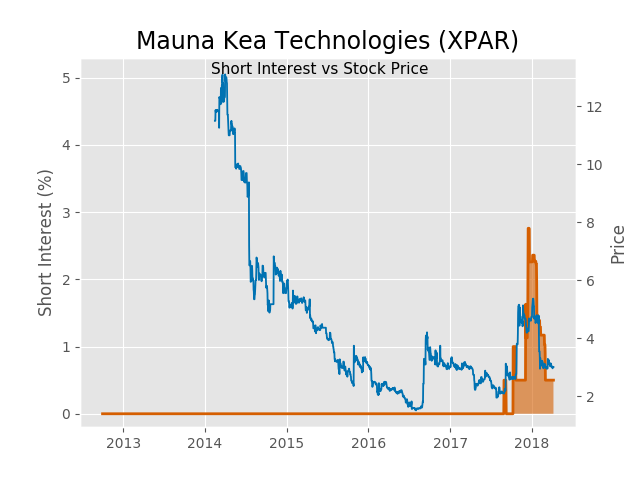 Mauna Kea Technologies (XPAR)
Short Interest vs Stock Price
Short Interest (%)
Price
5
4
3
2
1
0
12
10
8
6
4
2
2013 2014 2015 2016 2017 2018